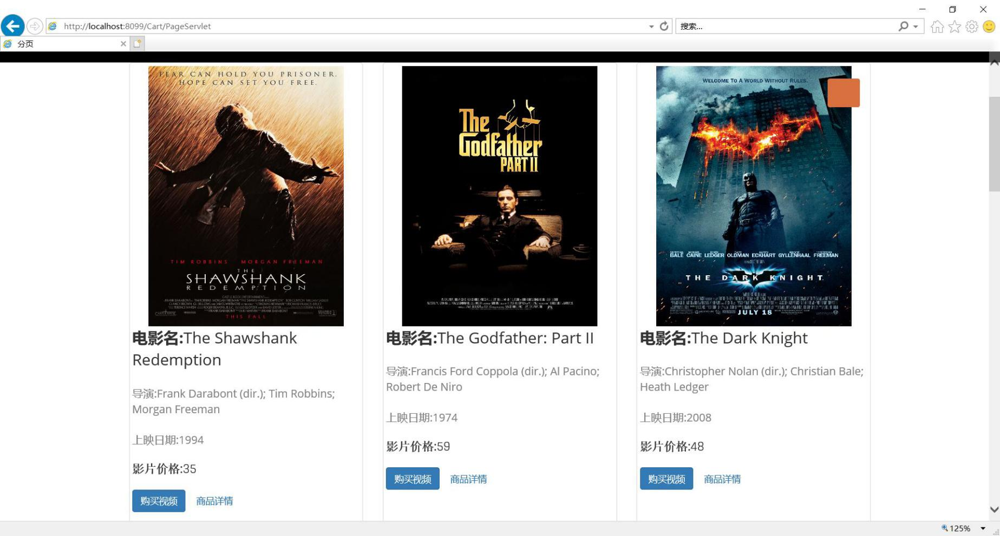 http://localhost:8099/Cart/PageServlet
搜索...
分页
FEAR CAN HOLD YOU PRISONER.
HOPE CAN SET YOU FREE.
TIM ROBBINS MORGAN FREEMAN
THE
SHAWSHANK
REDEMPTION
THIS FALL
电影名:The Shawshank
Redemption
导演:Frank Darabont (dir.); Tim Robbins;
Morgan Freeman
上映日期:1994
影片价格:35
购买视频 商品详情
The
Godfather
PART II
电影名:The Godfather: Part II
导演:Francis Ford Coppola (dir.); Al Pacino;
Robert De Niro
上映日期:1974
影片价格:59
购买视频 商品详情
WELCOME TO A WORLD WITHOUT RULES.
BALE CAINE LEDGER OLDMAN ECKHART GYLLENHAAL FREEMAN
THE DARK KNIGHT
JULY 18
电影名:The Dark Knight
导演:Christopher Nolan (dir.); Christian Bale;
Heath Ledger
上映日期:2008
影片价格:48
购买视频 商品详情
125%